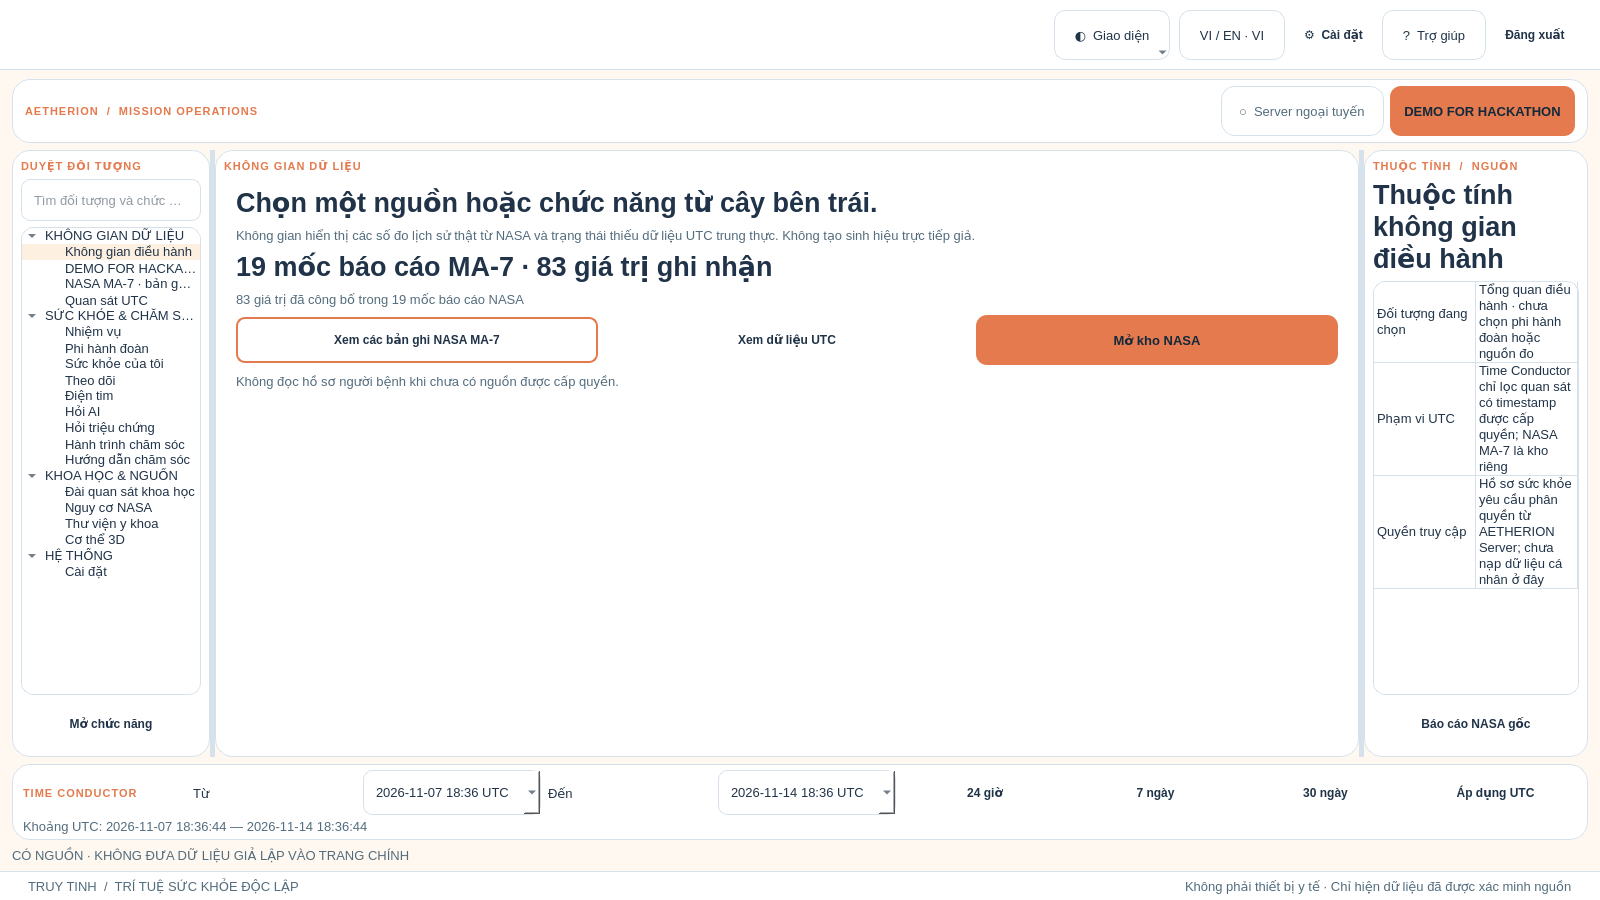 ◐ Giao diện
VI / EN · VI
⚙ Cài đặt
? Trợ giúp
Đăng xuất
AETHERION / MISSION OPERATIONS
○ Server ngoại tuyến
DEMO FOR HACKATHON
DUYỆT ĐỐI TƯỢNG
Tìm đối tượng và chức …
KHÔNG GIAN DỮ LIỆU
Không gian điều hành
DEMO FOR HACKA…
NASA MA-7 · bản g…
Quan sát UTC
SỨC KHỎE & CHĂM S…
Nhiệm vụ
Phi hành đoàn
Sức khỏe của tôi
Theo dõi
Điện tim
Hỏi AI
Hỏi triệu chứng
Hành trình chăm sóc
Hướng dẫn chăm sóc
KHOA HỌC & NGUỒN
Đài quan sát khoa học
Nguy cơ NASA
Thư viện y khoa
Cơ thể 3D
HỆ THỐNG
Cài đặt
Mở chức năng
KHÔNG GIAN DỮ LIỆU
Chọn một nguồn hoặc chức năng từ cây bên trái.
Không gian hiển thị các số đo lịch sử thật từ NASA và trạng thái thiếu dữ liệu UTC trung thực. Không tạo sinh hiệu trực tiếp giả.
19 mốc báo cáo MA-7 · 83 giá trị ghi nhận
83 giá trị đã công bố trong 19 mốc báo cáo NASA
Xem các bản ghi NASA MA-7
Xem dữ liệu UTC
Mở kho NASA
Không đọc hồ sơ người bệnh khi chưa có nguồn được cấp quyền.
THUỘC TÍNH / NGUỒN
Thuộc tính
không gian
điều hành
Đối tượng đang
chọn
Tổng quan điều
hành · chưa
chọn phi hành
đoàn hoặc
nguồn đo
Phạm vi UTC
Time Conductor
chỉ lọc quan sát
có timestamp
được cấp
quyền; NASA
MA-7 là kho
riêng
Quyền truy cập
Hồ sơ sức khỏe
yêu cầu phân
quyền từ
AETHERION
Server; chưa
nạp dữ liệu cá
nhân ở đây
Báo cáo NASA gốc
TIME CONDUCTOR
Từ
2026-11-07 18:36 UTC
Đến
2026-11-14 18:36 UTC
24 giờ
7 ngày
30 ngày
Áp dụng UTC
Khoảng UTC: 2026-11-07 18:36:44 — 2026-11-14 18:36:44
CÓ NGUỒN · KHÔNG ĐƯA DỮ LIỆU GIẢ LẬP VÀO TRANG CHÍNH
TRUY TINH / TRÍ TUỆ SỨC KHỎE ĐỘC LẬP
Không phải thiết bị y tế · Chỉ hiện dữ liệu đã được xác minh nguồn